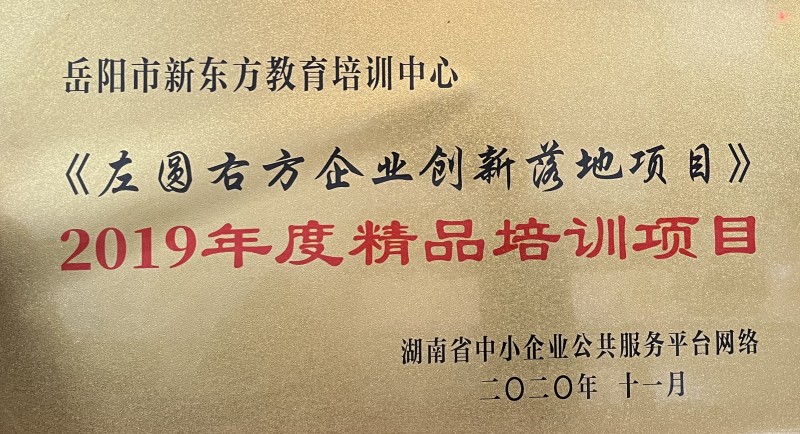 岳阳市新东方教育培训中心
《左圆右方企业创新落地项目》
2019年度精品培训项目
湖南省中小企业公共服务平台网络
二〇二〇年 十一月